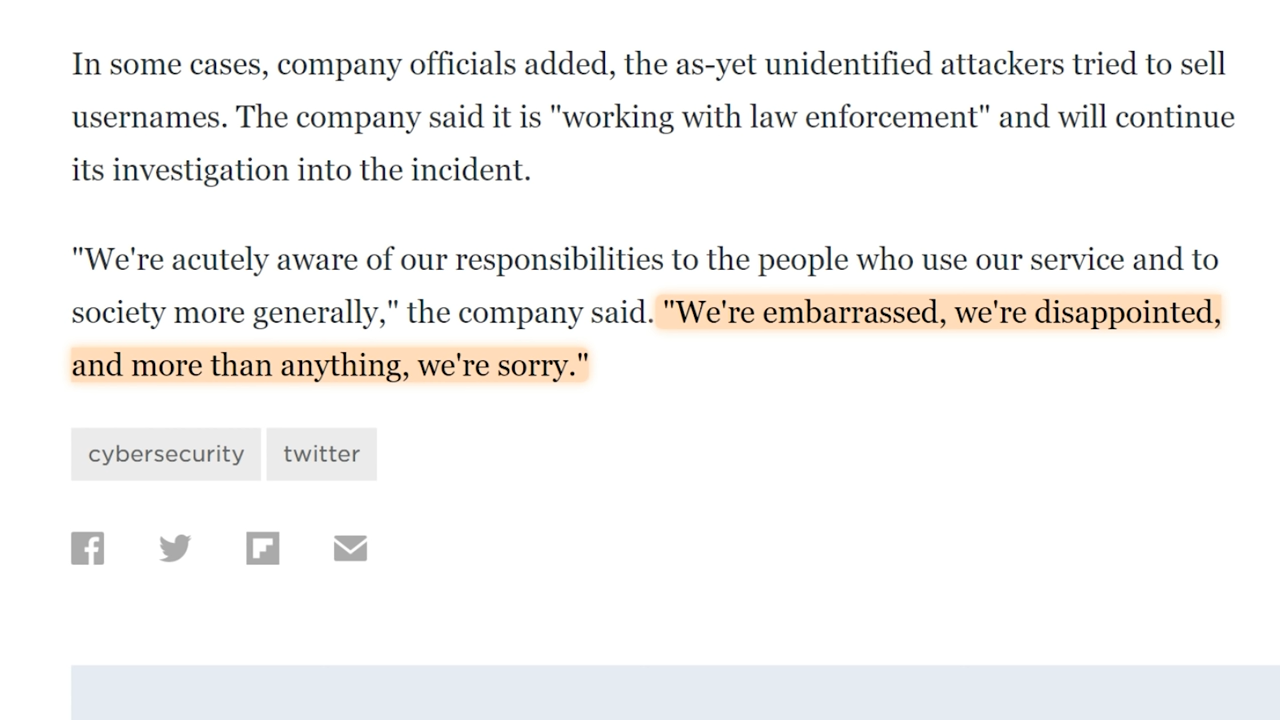 In some cases, company officials added, the as-yet unidentified attackers tried to sell
usernames. The company said it is "working with law enforcement" and will continue
its investigation into the incident.
"We're acutely aware of our responsibilities to the people who use our service and to
society more generally," the company said. "We're embarrassed, we're disappointed,
and more than anything, we're sorry."
cybersecurity twitter